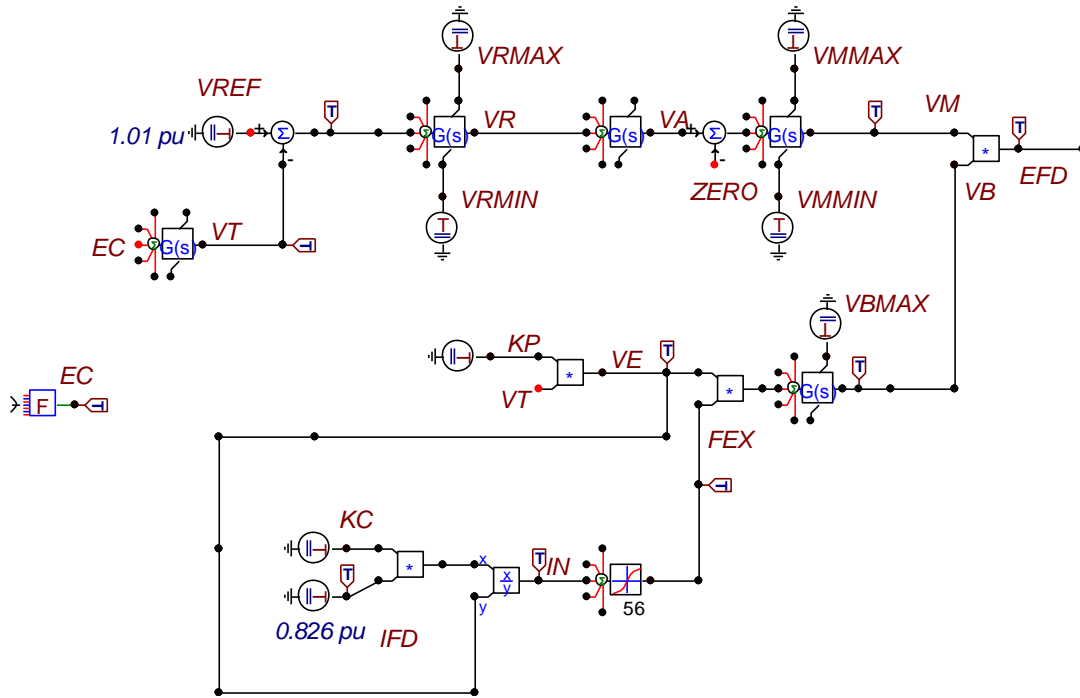 VRMAX
VMMAX
VREF
T
T
T
VR
VA
VM
+
Σ
Σ
G(s)
Σ
G(s)
+
Σ
Σ
G(s)
1.01 pu
*
-
-
EFD
ZERO
VB
VRMIN
VMMIN
VT
EC
Σ
G(s)
T
VBMAX
KP
VE
T
T
EC
*
*
Σ
G(s)
F
T
VT
FEX
T
KC
T
T
IN
x
*
x
y
Σ
y
56
0.826 pu
IFD